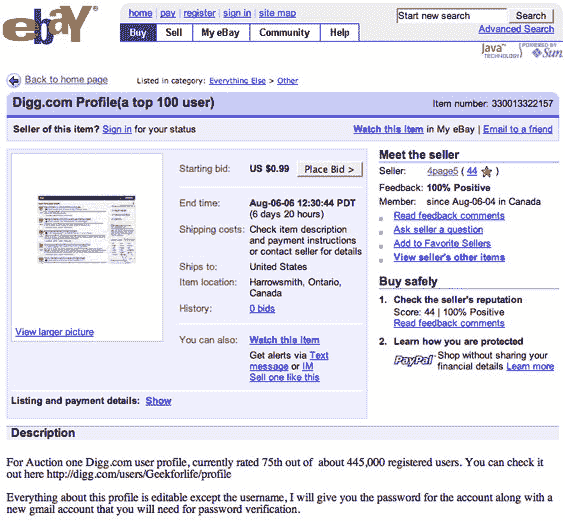 ebay
home | pay | register | sign in | site map
Start new search Search
Buy Sell My eBay Community Help Advanced Search
Java™ TECHNOLOGY POWERED BY Sun
Back to home page Listed in category: Everything Else > Other
Digg.com Profile(a top 100 user) Item number: 330013322157
Seller of this item? Sign in for your status Watch this item in My eBay | Email to a friend
Starting bid: US $0.99 Place Bid >
End time: Aug-06-06 12:30:44 PDT
(6 days 20 hours)
Shipping costs: Check item description
and payment instructions
or contact seller for details
Ships to: United States
Item location: Harrowsmith, Ontario,
Canada
History: 0 bids
You can also: Watch this item
Get alerts via Text
message or IM
Sell one like this
View larger picture
Listing and payment details: Show
Meet the seller
Seller: 4page5 ( 44 )
Feedback: 100% Positive
Member: since Aug-06-04 in Canada
Read feedback comments
Ask seller a question
Add to Favorite Sellers
View seller's other items
Buy safely
1. Check the seller's reputation
Score: 44 | 100% Positive
Read feedback comments
2. Learn how you are protected
PayPal Shop without sharing your
financial details Learn more
Description
For Auction one Digg.com user profile, currently rated 75th out of about 445,000 registered users. You can check it
out here http://digg.com/users/Geekforlife/profile
Everything about this profile is editable except the username, I will give you the password for the account along with a
new gmail account that you will need for password verification.